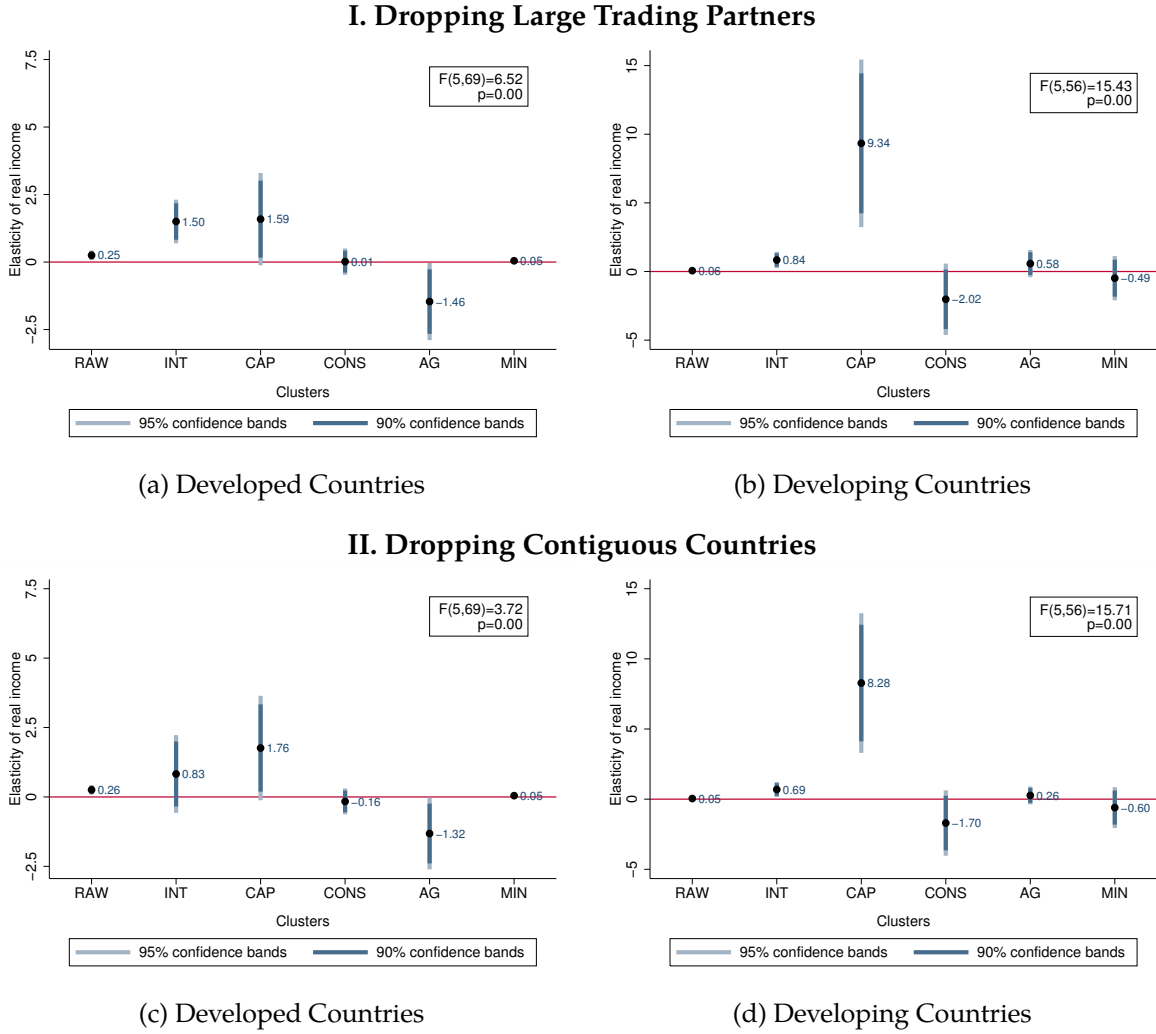 I. Dropping Large Trading Partners
Elasticity of real income
7.5
5
2.5
0
−2.5
F(5,69)=6.52
p=0.00
0.25
1.50
1.59
0.01
−1.46
0.05
RAW INT CAP CONS AG MIN
Clusters
95% confidence bands 90% confidence bands
(a) Developed Countries
Elasticity of real income
15
10
5
0
−5
F(5,56)=15.43
p=0.00
0.06
0.84
9.34
−2.02
0.58
−0.49
RAW INT CAP CONS AG MIN
Clusters
95% confidence bands 90% confidence bands
(b) Developing Countries
II. Dropping Contiguous Countries
Elasticity of real income
7.5
5
2.5
0
−2.5
F(5,69)=3.72
p=0.00
0.26
0.83
1.76
−0.16
−1.32
0.05
RAW INT CAP CONS AG MIN
Clusters
95% confidence bands 90% confidence bands
(c) Developed Countries
Elasticity of real income
15
10
5
0
−5
F(5,56)=15.71
p=0.00
0.05
0.69
8.28
−1.70
0.26
−0.60
RAW INT CAP CONS AG MIN
Clusters
95% confidence bands 90% confidence bands
(d) Developing Countries